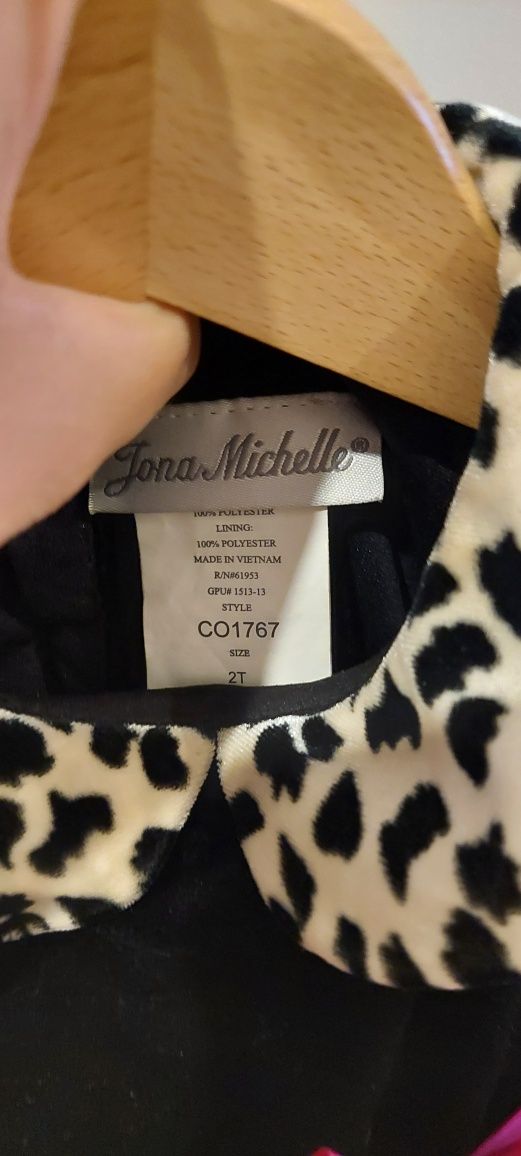 Jona Michelle®
100% POLYESTER
LINING:
100% POLYESTER
MADE IN VIETNAM
R/N#61953
GPU# 1513-13
STYLE
CO1767
SIZE
2T